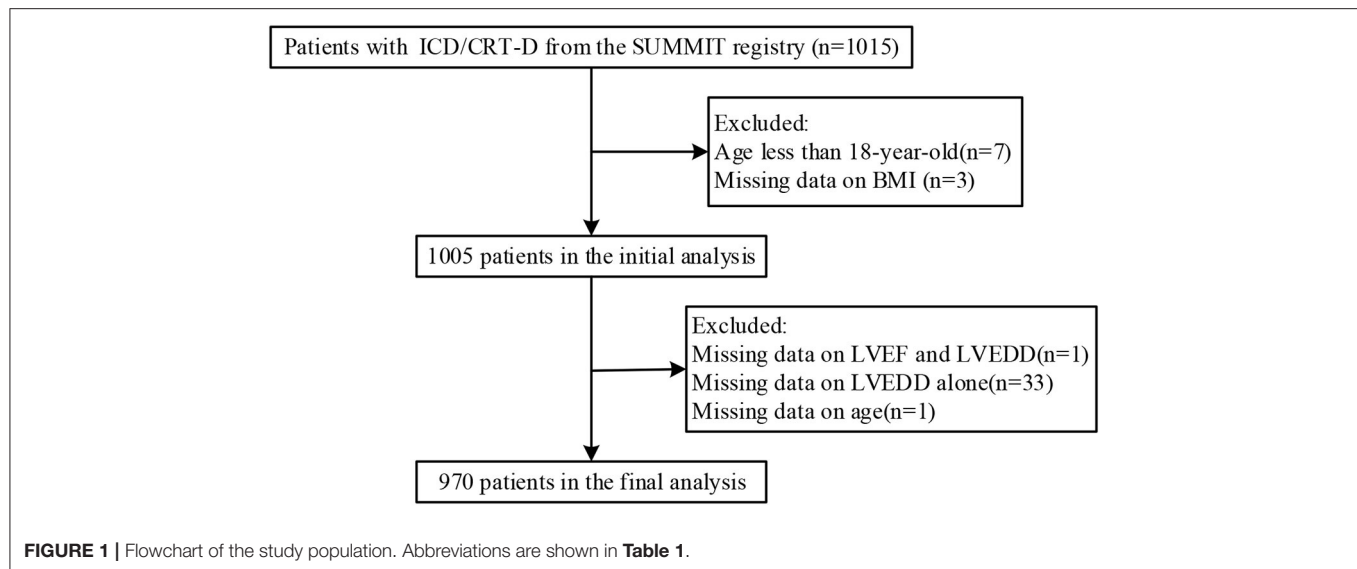 Patients with ICD/CRT-D from the SUMMIT registry (n=1015)
Excluded:
Age less than 18-year-old(n=7)
Missing data on BMI (n=3)
1005 patients in the initial analysis
Excluded:
Missing data on LVEF and LVEDD(n=1)
Missing data on LVEDD alone(n=33)
Missing data on age(n=1)
970 patients in the final analysis
FIGURE 1 | Flowchart of the study population. Abbreviations are shown in Table 1.